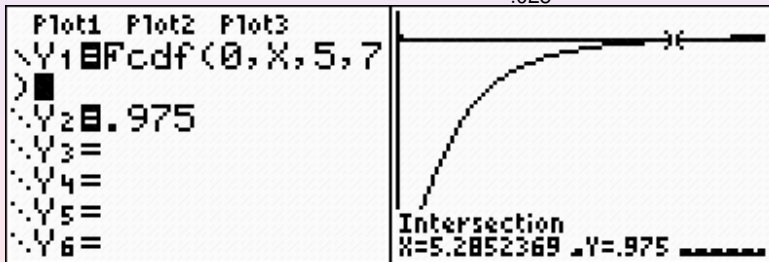 Plot1 Plot2 Plot3
\Y1=Fcdf(0,X,5,7
)
\Y2=.975
\Y3=
\Y4=
\Y5=
\Y6=
Intersection
X=5.2852369 Y=.975